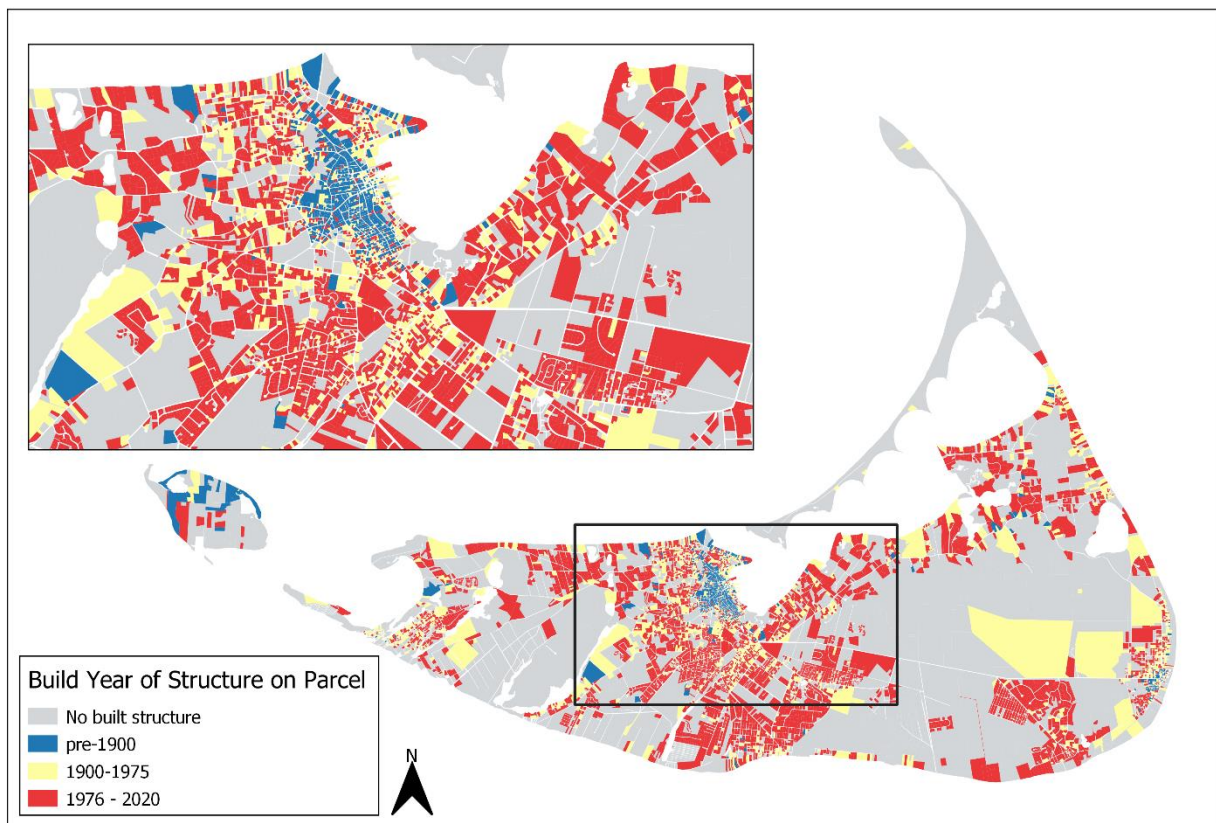 Build Year of Structure on Parcel
No built structure
pre-1900
1900-1975
1976 - 2020
N